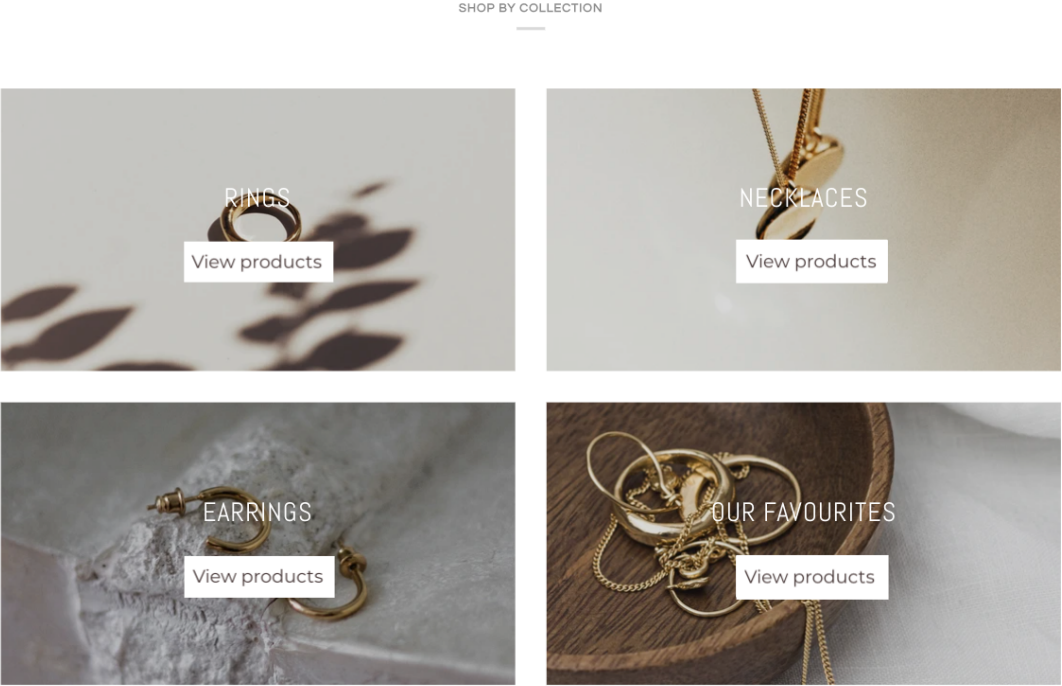 SHOP BY COLLECTION
RINGS
View products
NECKLACES
View products
EARRINGS
View products
OUR FAVOURITES
View products